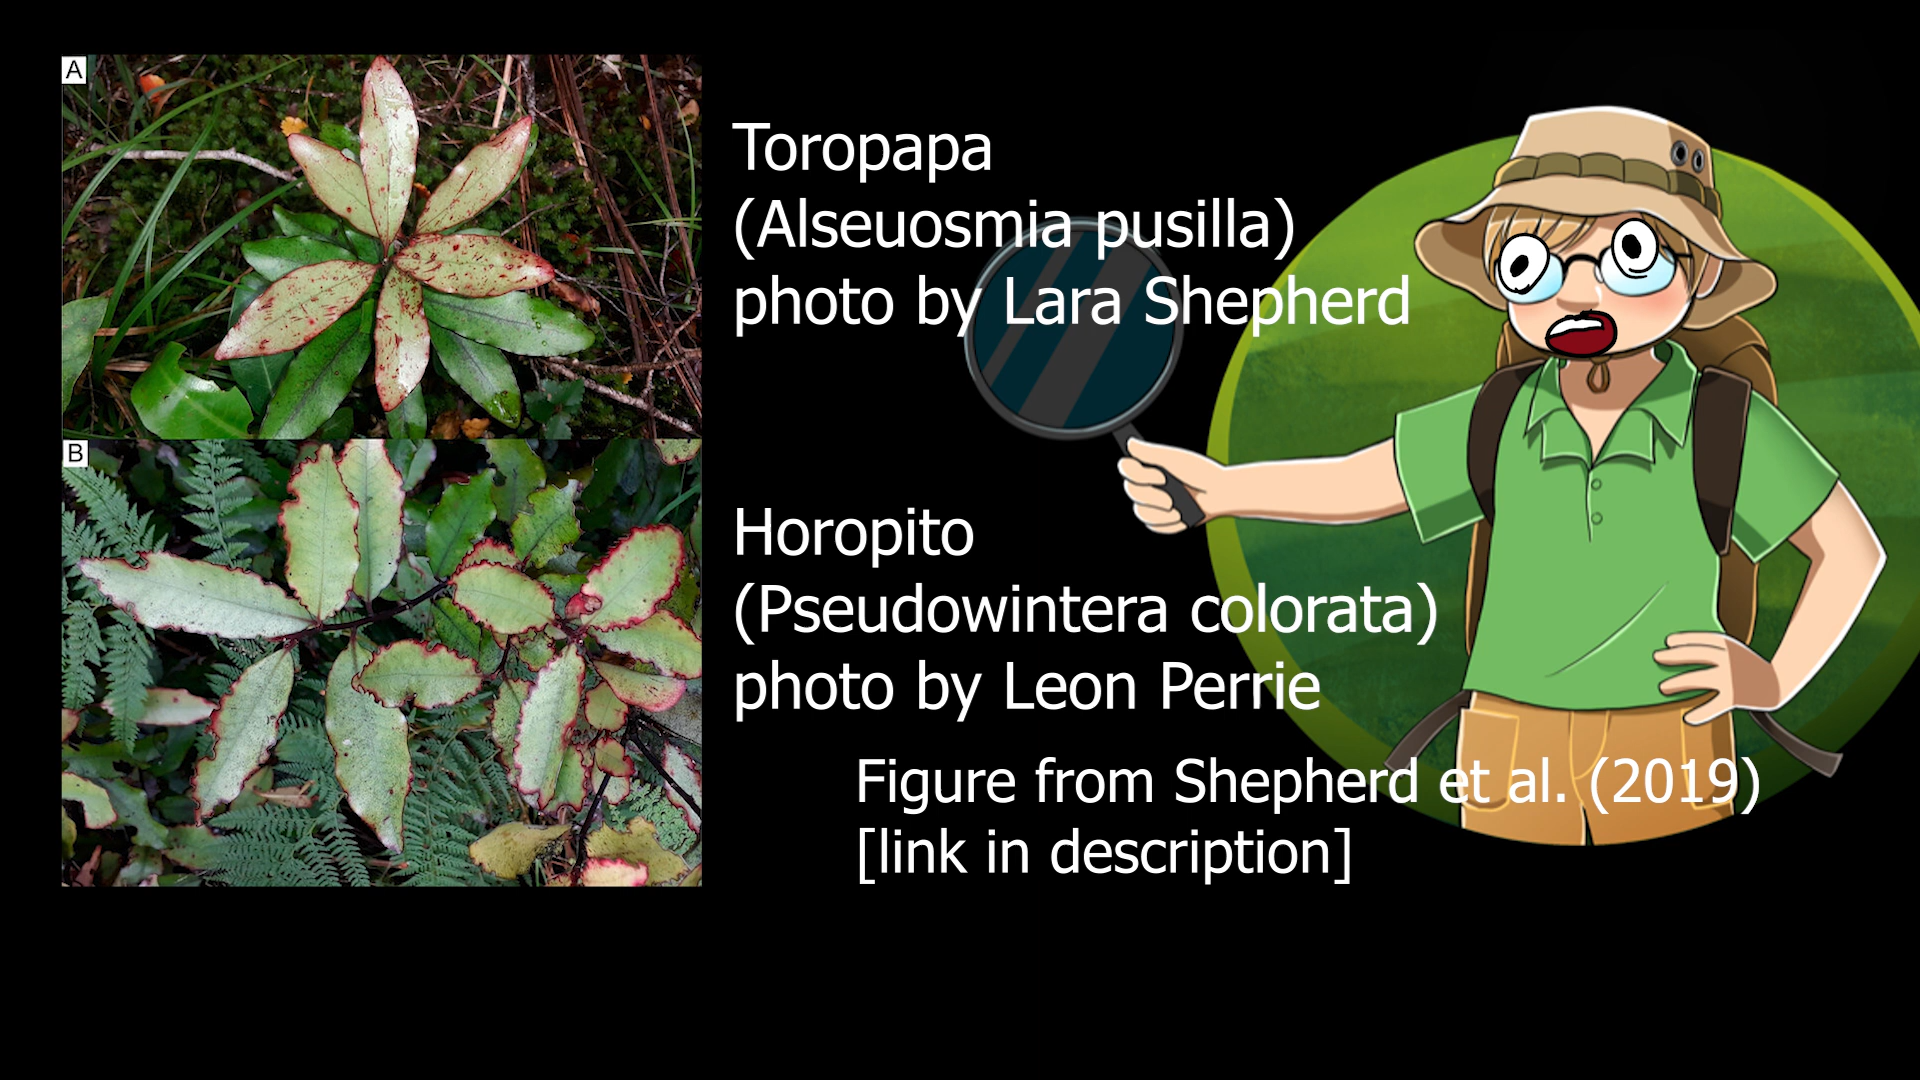 A
Toropapa
(Alseuosmia pusilla)
photo by Lara Shepherd
B
Horopito
(Pseudowintera colorata)
photo by Leon Perrie
Figure from Shepherd et al. (2019)
[link in description]